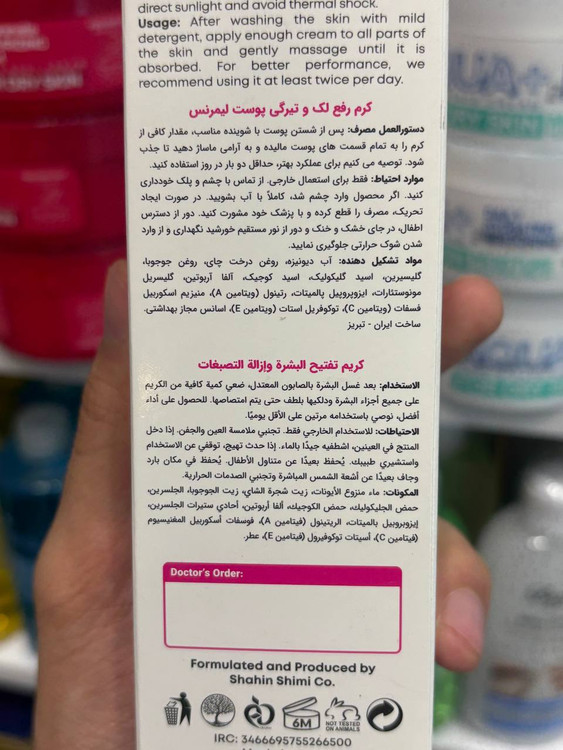 direct sunlight and avoid thermal shock.
Usage: After washing the skin with mild
detergent, apply enough cream to all parts of
the skin and gently massage until it is
absorbed. For better performance, we
recommend using it at least twice per day.
کرم رفع لک و تیرگی پوست لیمرنس
دستورالعمل مصرف: پس از شستن پوست با شوینده مناسب، مقدار کافی از
کرم را به تمام قسمت های پوست مالیده و به آرامی ماساژ دهید تا جذب
شود. توصیه می کنیم برای عملکرد بهتر، حداقل دو بار در روز استفاده کنید.
موارد احتیاط: فقط برای استعمال خارجی. از تماس با چشم و پلک خودداری
کنید. اگر محصول وارد چشم شد، کاملاً با آب بشویید. در صورت ایجاد
تحریک، مصرف را قطع کرده و با پزشک خود مشورت کنید. دور از دسترس
اطفال، در جای خشک و خنک و دور از نور مستقیم خورشید نگهداری و از وارد
شدن شوک حرارتی جلوگیری نمایید.
مواد تشکیل دهنده: آب دیونیزه، روغن درخت چای، روغن جوجوبا،
گلیسیرین، اسید گلیکولیک، اسید کوجیک، آلفا آربوتین، گلیسریل
مونوستئارات، ایزوپروپیل پالمیتات، رتینول (ویتامین A)، منیزیم اسکوربیل
فسفات (ویتامین C)، توکوفریل استات (ویتامین E)، اسانس مجاز بهداشتی.
ساخت ایران - تبریز
كريم تفتيح البشرة وإزالة التصبغات
الاستخدام: بعد غسل البشرة بالصابون المعتدل، ضعي كمية كافية من الكريم
على جميع أجزاء البشرة ودلكيها بلطف حتى يتم امتصاصها. للحصول على أداء
أفضل، نوصي باستخدامه مرتين على الأقل يوميًا.
الاحتياطات: للاستخدام الخارجي فقط. تجنبي ملامسة العين والجفن. إذا دخل
المنتج في العينين، اشطفيه جيدًا بالماء. إذا حدث تهيج، توقفي عن الاستخدام
واستشيري طبيبك. يُحفظ بعيدًا عن متناول الأطفال. يُحفظ في مكان بارد
وجاف بعيدًا عن أشعة الشمس المباشرة وتجنبي الصدمات الحرارية.
المكونات: ماء منزوع الأيونات، زيت شجرة الشاي، زيت الجوجوبا، الجلسرين،
حمض الجليكوليك، حمض الكوجيك، ألفا أربوتين، أحادي ستيرات الجلسرين،
إيزوبروبيل بالميتات، الريتينول (فيتامين A)، فوسفات أسكوربيل المغنيسيوم
(فيتامين C)، أسيتات توكوفيرول (فيتامين E)، عطر.
Doctor's Order:
Formulated and Produced by
Shahin Shimi Co.
6M
NOT TESTED
ON ANIMALS
IRC: 3466695755266500